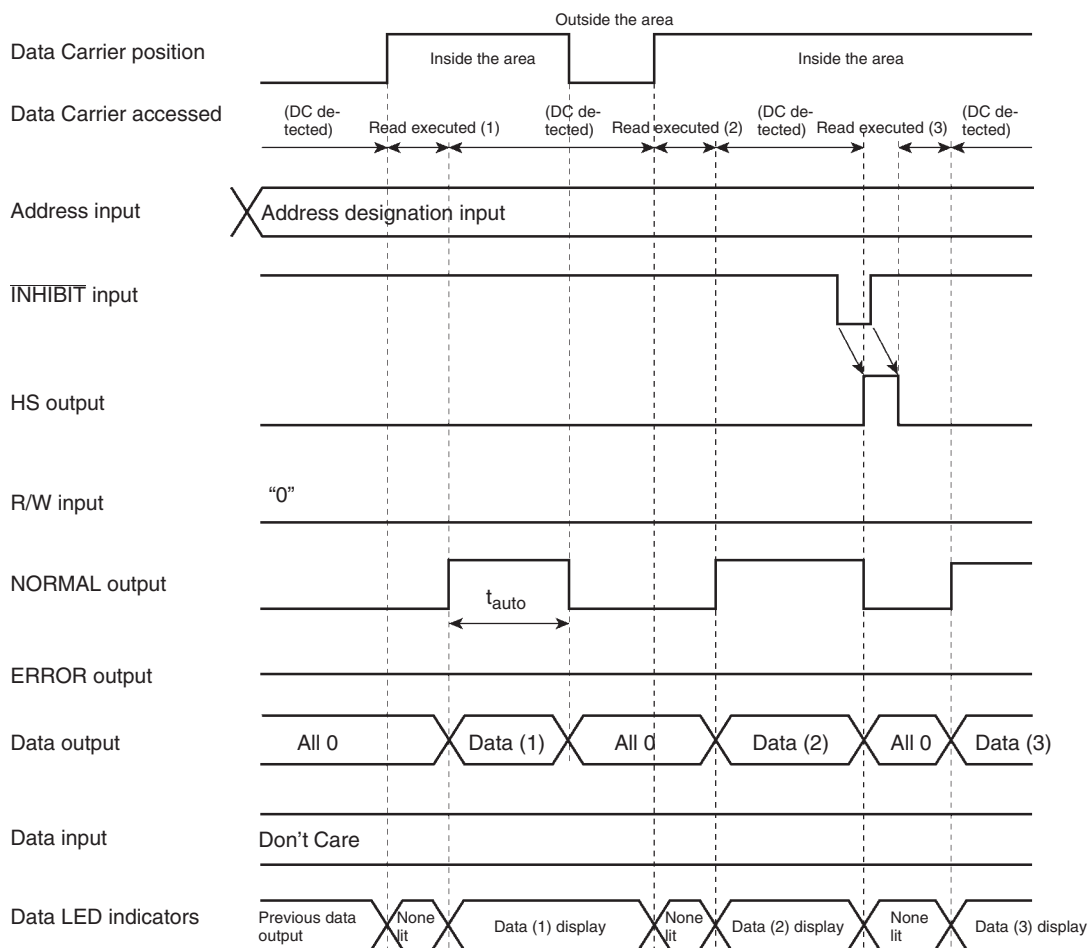 Outside the area
Data Carrier position
Inside the area
Inside the area
Data Carrier accessed
(DC de-
tected)
Read executed (1)
(DC de-
tected)
Read executed (2)
(DC de-
tected)
Read executed (3)
(DC de-
tected)
Address input
Address designation input
INHIBIT input
HS output
R/W input
“0”
NORMAL output
tauto
ERROR output
Data output
All 0
Data (1)
All 0
Data (2)
All 0
Data (3)
Data input
Don’t Care
Data LED indicators
Previous data
output
None
lit
Data (1) display
None
lit
Data (2) display
None
lit
Data (3) display